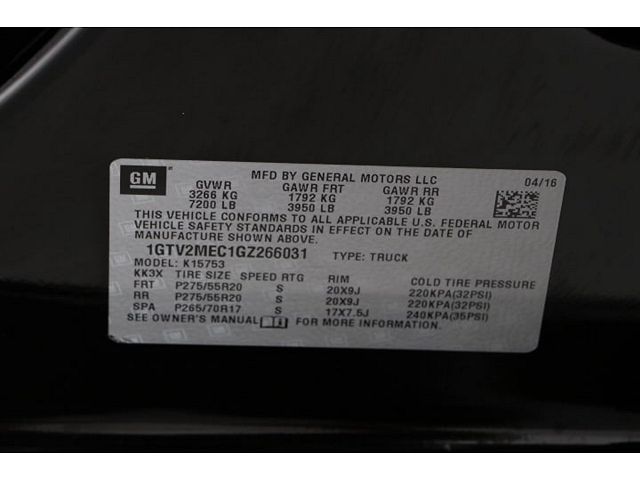 GM
MFD BY GENERAL MOTORS LLC 04/16
GVWR GAWR FRT GAWR RR
3266 KG 1792 KG 1792 KG
7200 LB 3950 LB 3950 LB
THIS VEHICLE CONFORMS TO ALL APPLICABLE U.S. FEDERAL MOTOR
VEHICLE SAFETY STANDARDS IN EFFECT ON THE DATE OF
MANUFACTURE SHOWN ABOVE.
1GTV2MEC1GZ266031 TYPE: TRUCK
MODEL: K15753
KK3X TIRE SIZE SPEED RTG RIM COLD TIRE PRESSURE
FRT P275/55R20 S 20X9J 220KPA(32PSI)
RR P275/55R20 S 20X9J 220KPA(32PSI)
SPA P265/70R17 S 17X7.5J 240KPA(35PSI)
SEE OWNER'S MANUAL FOR MORE INFORMATION.